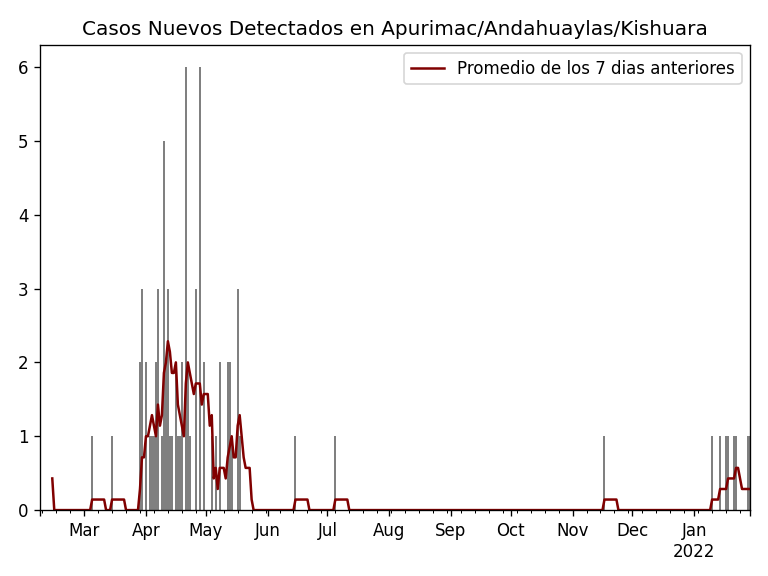 Casos Nuevos Detectados en Apurimac/Andahuaylas/Kishuara
Promedio de los 7 dias anteriores
6
5
4
3
2
1
0
Mar Apr May Jun Jul Aug Sep Oct Nov Dec Jan
2022